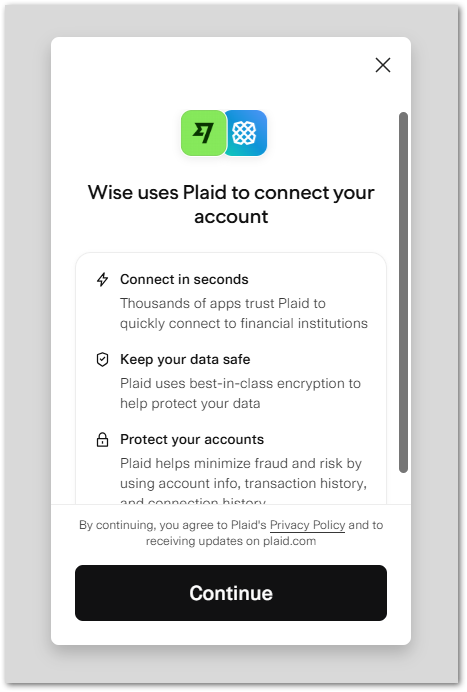 Wise uses Plaid to connect your
account
Connect in seconds
Thousands of apps trust Plaid to
quickly connect to financial institutions
Keep your data safe
Plaid uses best-in-class encryption to
help protect your data
Protect your accounts
Plaid helps minimize fraud and risk by
using account info, transaction history,
and connection history
By continuing, you agree to Plaid's Privacy Policy and to
receiving updates on plaid.com
Continue